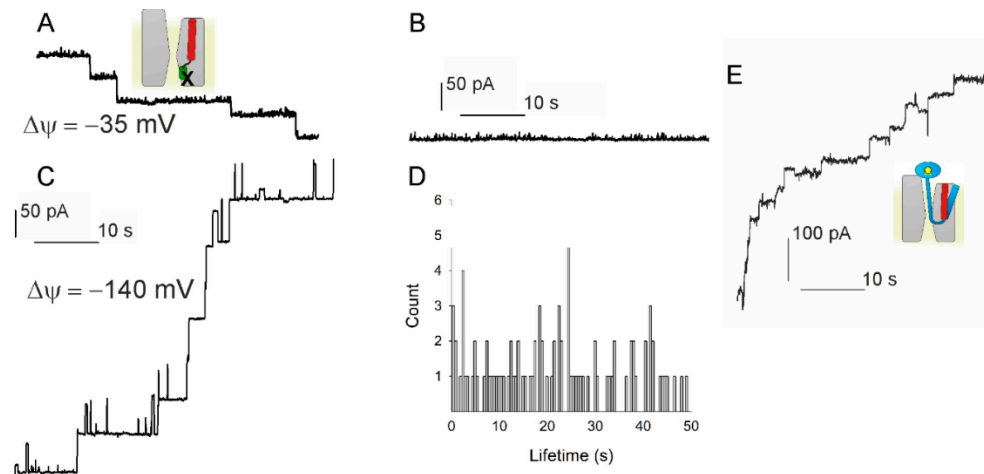 A
X
Δψ = −35 mV
B
50 pA
10 s
C
50 pA
10 s
Δψ = −140 mV
D
6
5
4
3
2
1
Count
0 10 20 30 40 50
Lifetime (s)
E
100 pA
10 s